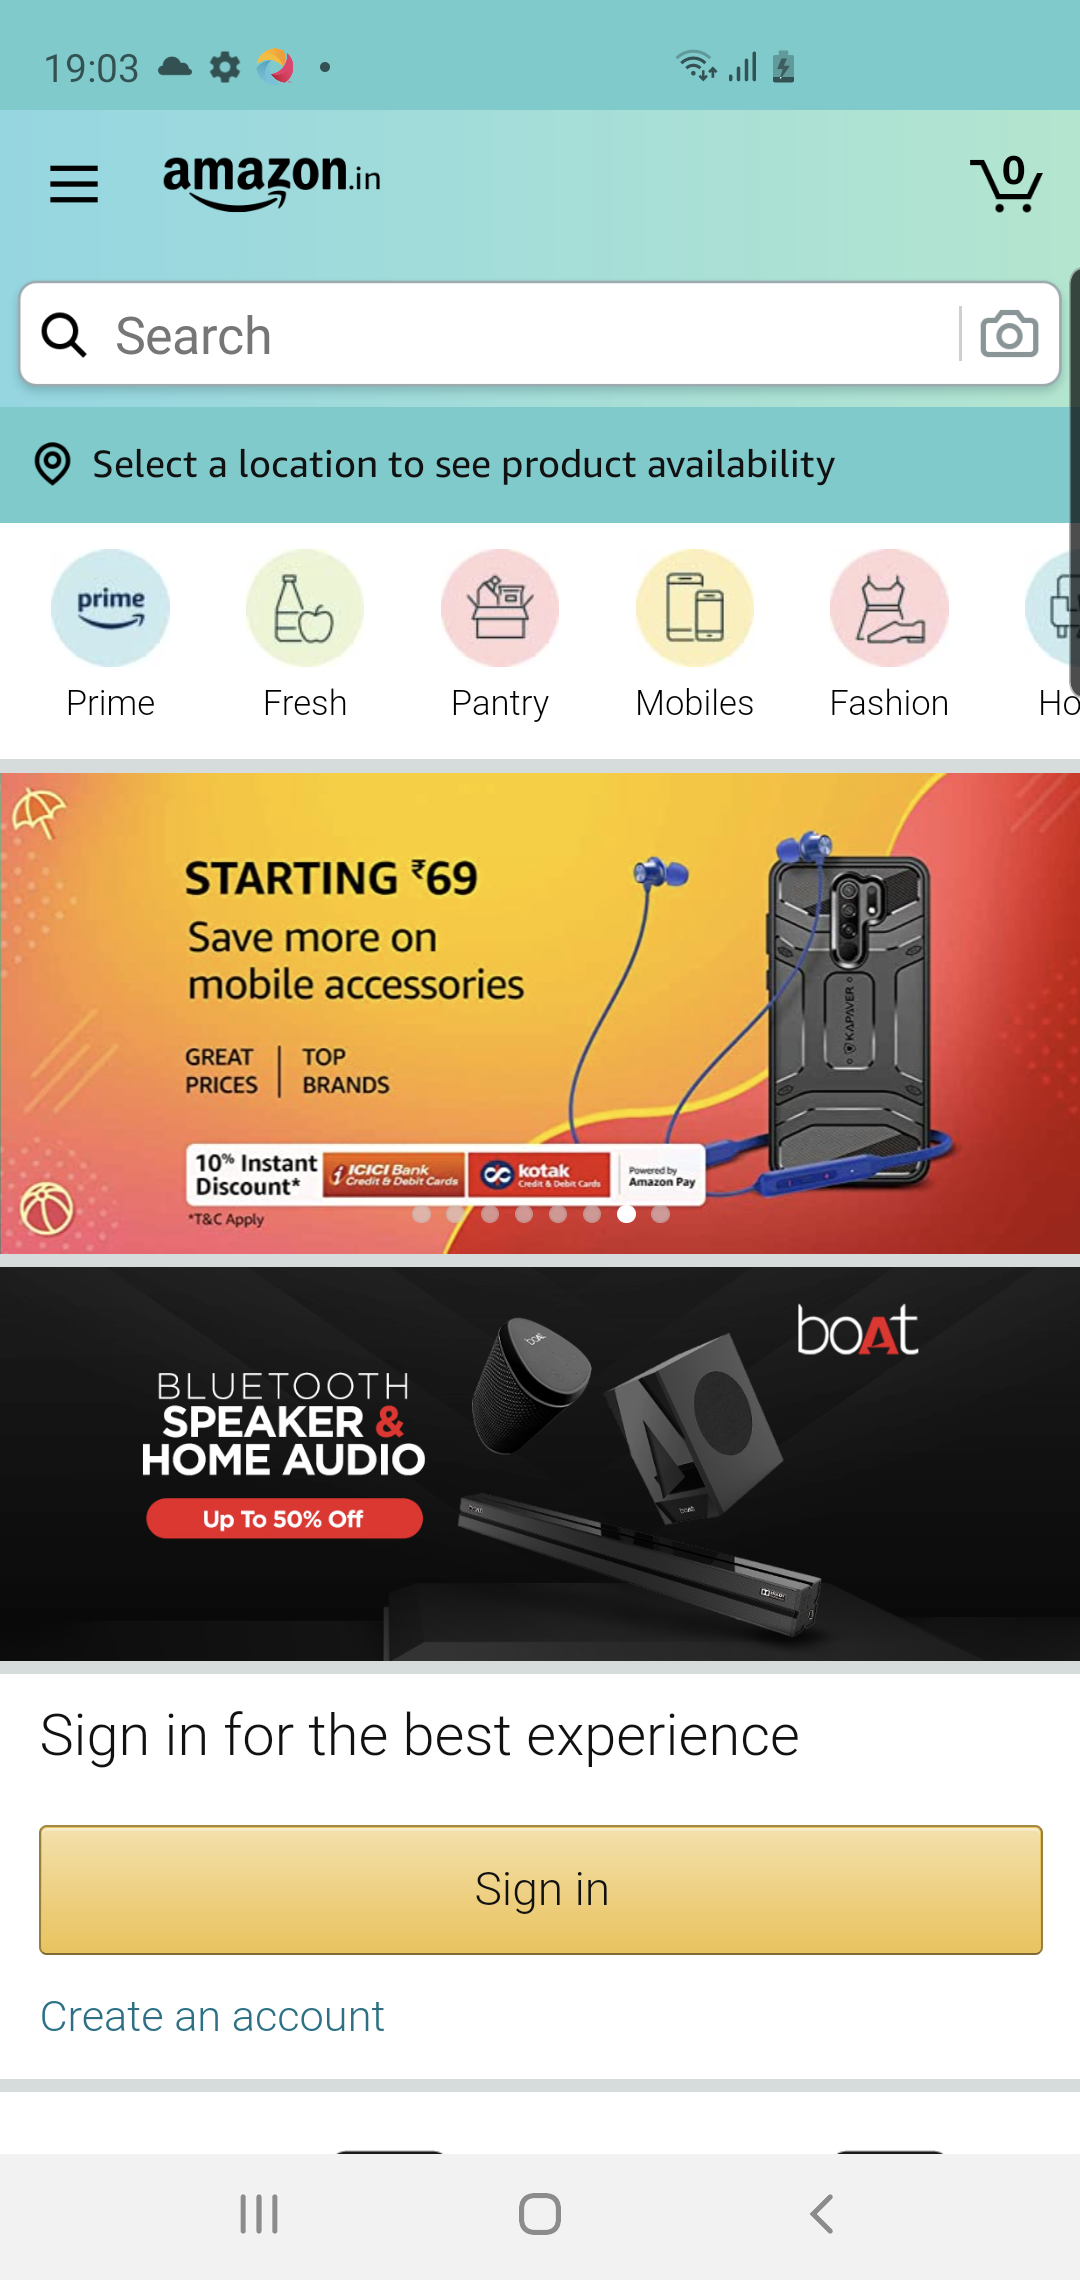 19:03
amazon.in
0
Search
Select a location to see product availability
prime
Prime
Fresh
Pantry
Mobiles
Fashion
Ho
STARTING ₹69
Save more on
mobile accessories
GREAT PRICES
TOP BRANDS
KAPAVER
10% Instant Discount*
ICICI Bank
Credit & Debit Cards
kotak
Credit & Debit Cards
Powered by
Amazon Pay
*T&C Apply
boAt
boAt
BLUETOOTH
SPEAKER &
HOME AUDIO
Up To 50% Off
boAt
Sign in for the best experience
Sign in
Create an account